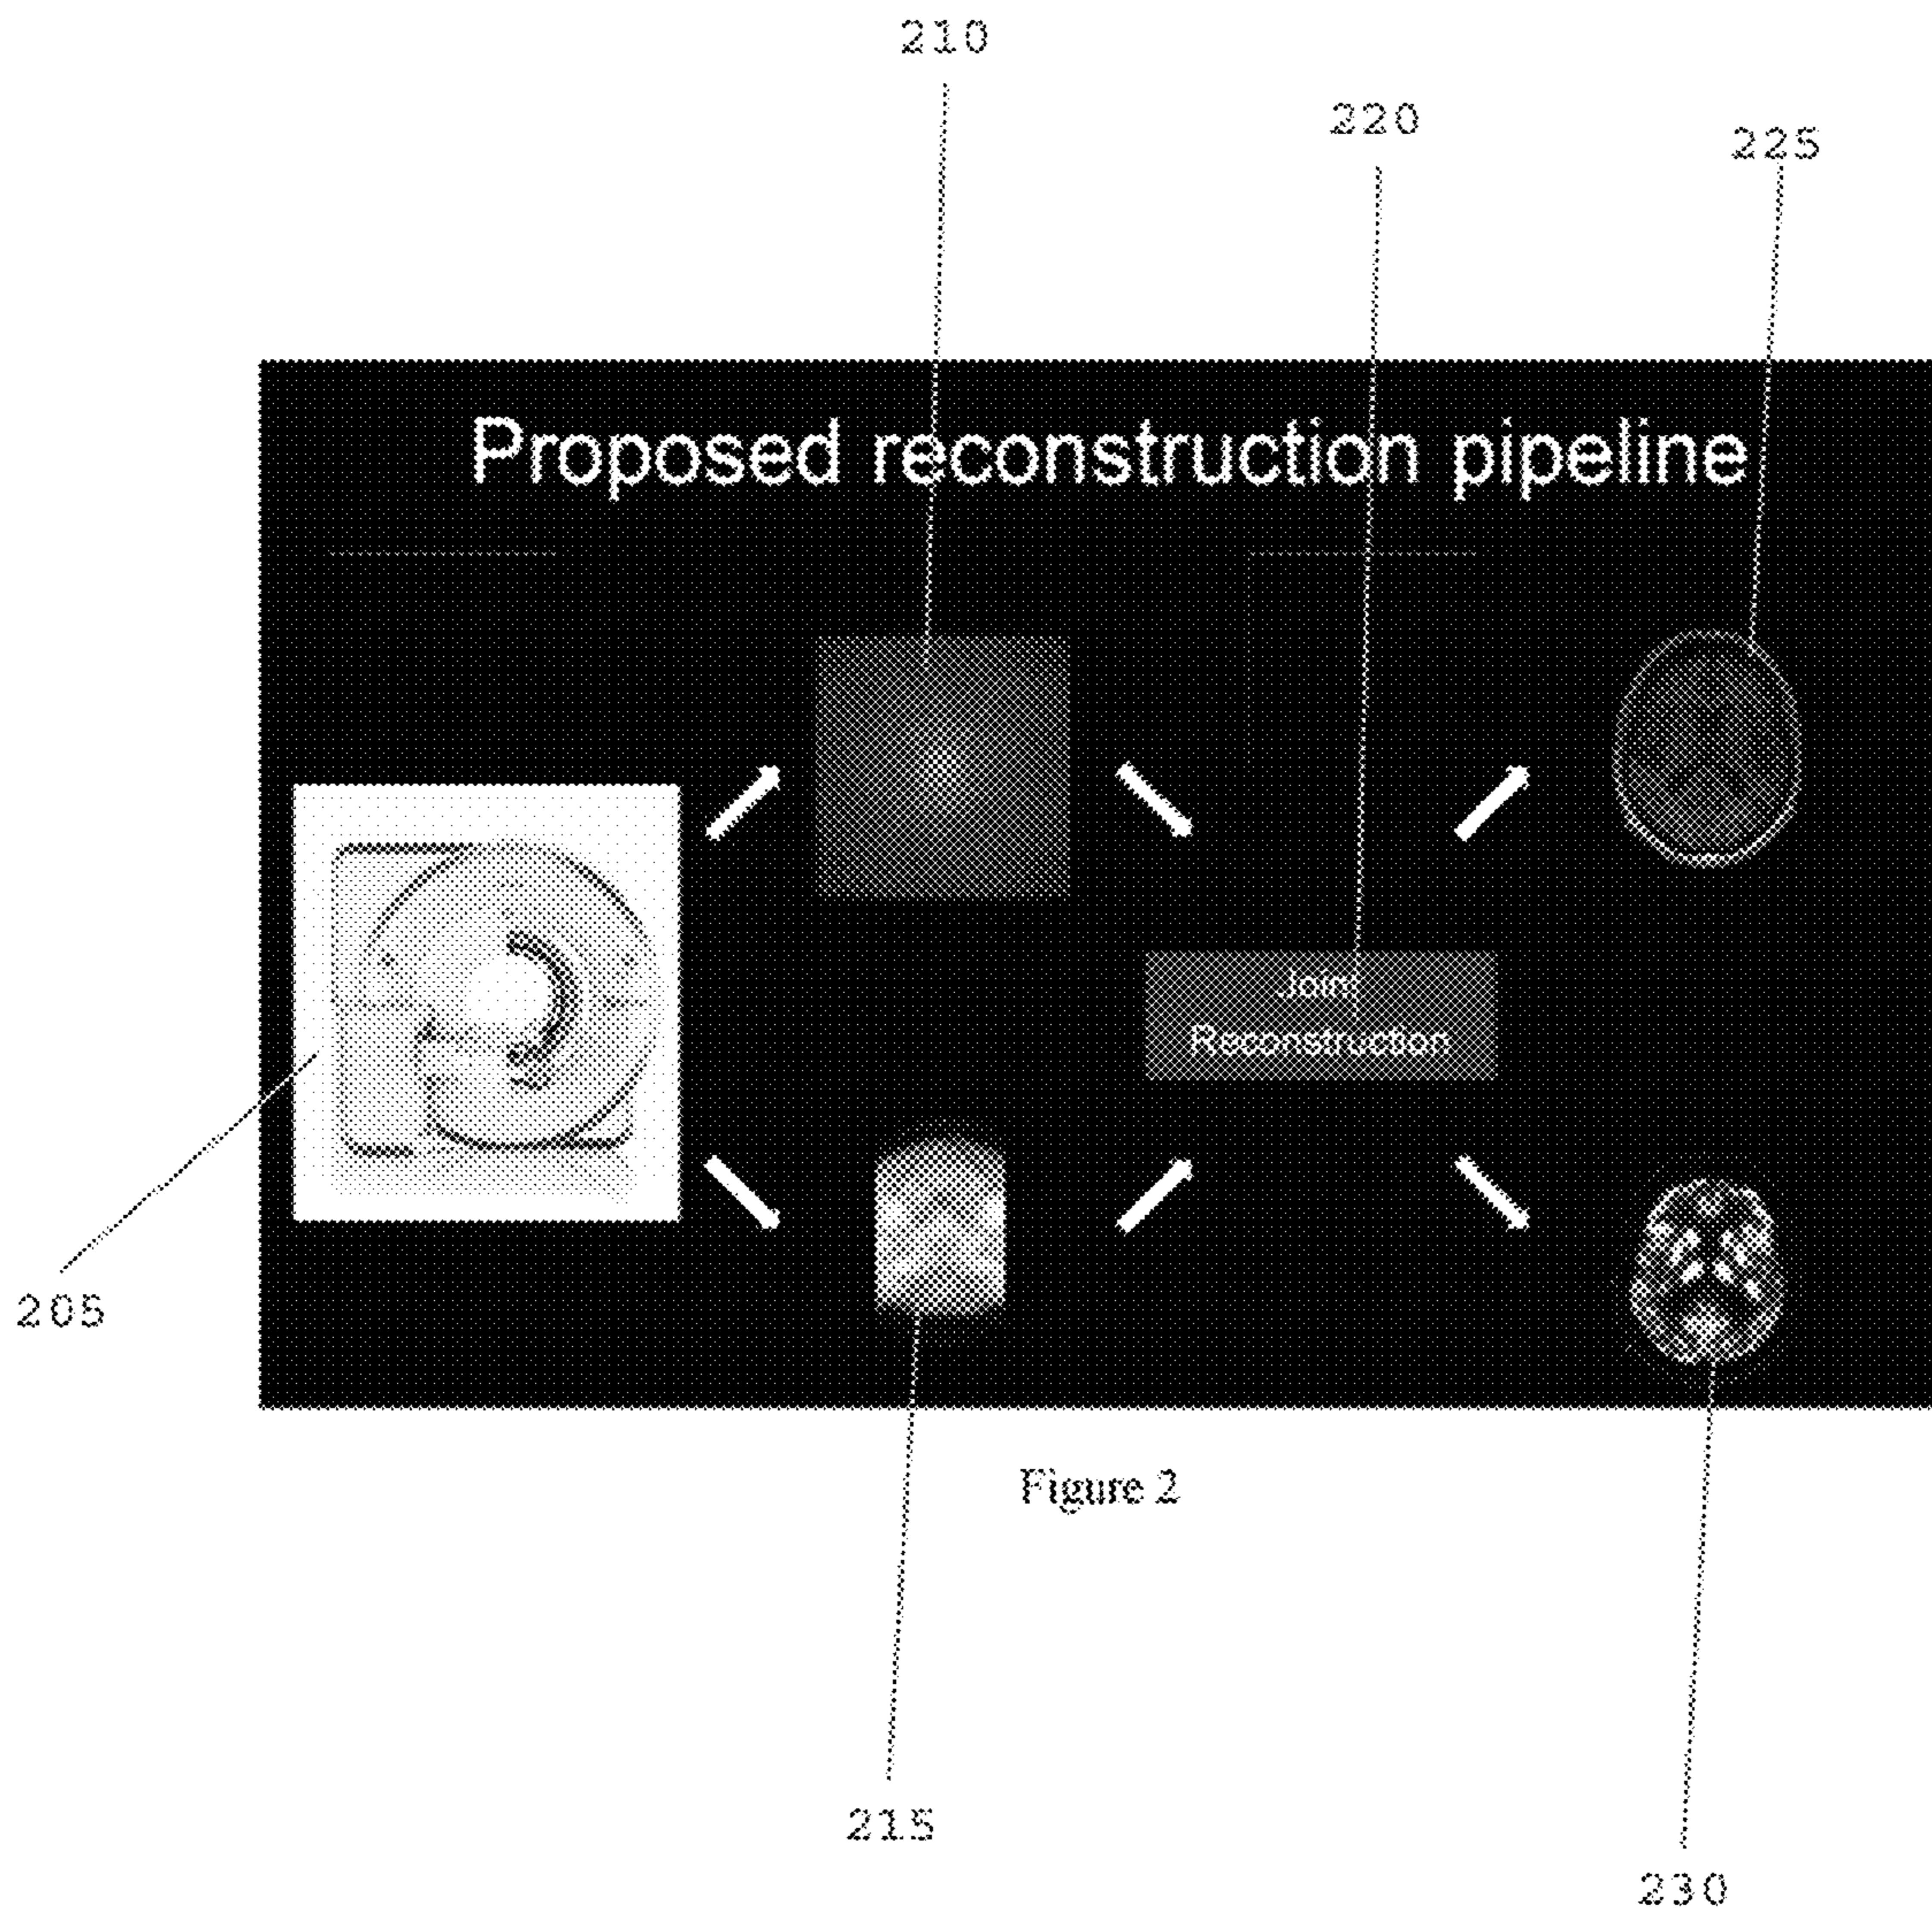 210
220
225
Proposed reconstruction pipeline
Joint
Reconstruction
205
Figure 2
215
230